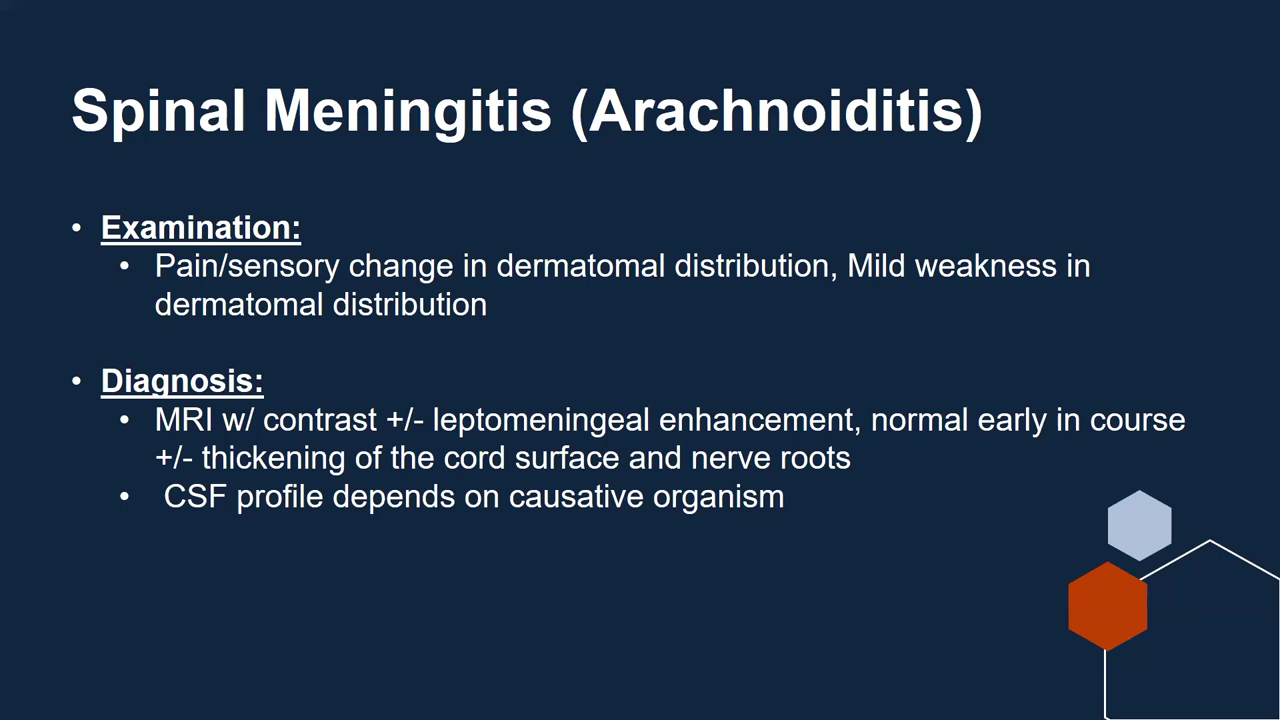 Spinal Meningitis (Arachnoiditis)
• Examination:
• Pain/sensory change in dermatomal distribution, Mild weakness in
dermatomal distribution
• Diagnosis:
• MRI w/ contrast +/- leptomeningeal enhancement, normal early in course
+/- thickening of the cord surface and nerve roots
• CSF profile depends on causative organism